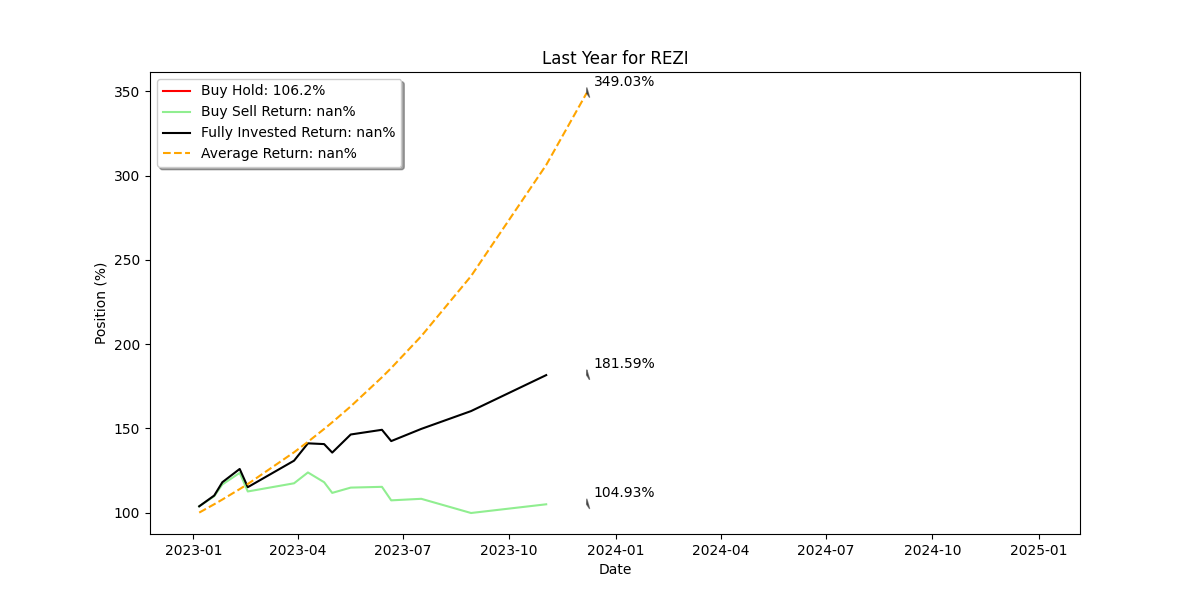 Last Year for REZI
Buy Hold: 106.2%
Buy Sell Return: nan%
Fully Invested Return: nan%
Average Return: nan%
349.03%
181.59%
104.93%
Position (%)
350
300
250
200
150
100
2023-01 2023-04 2023-07 2023-10 2024-01 2024-04 2024-07 2024-10 2025-01
Date